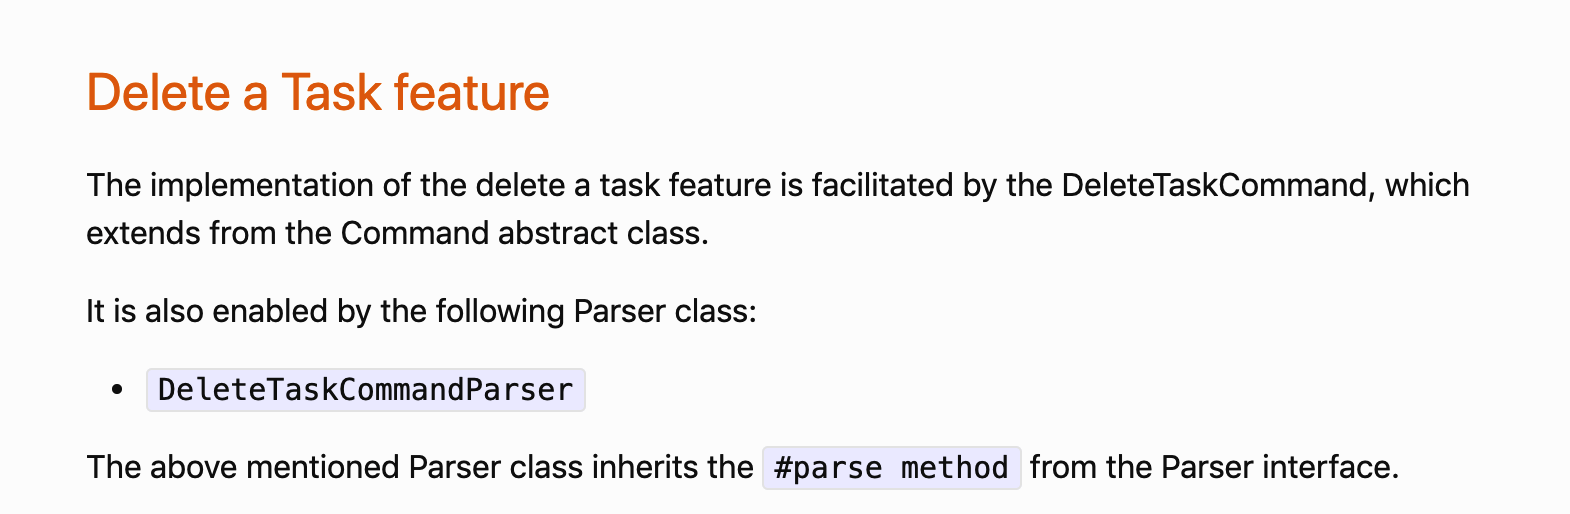 Delete a Task feature
The implementation of the delete a task feature is facilitated by the DeleteTaskCommand, which
extends from the Command abstract class.
It is also enabled by the following Parser class:
• DeleteTaskCommandParser
The above mentioned Parser class inherits the #parse method from the Parser interface.